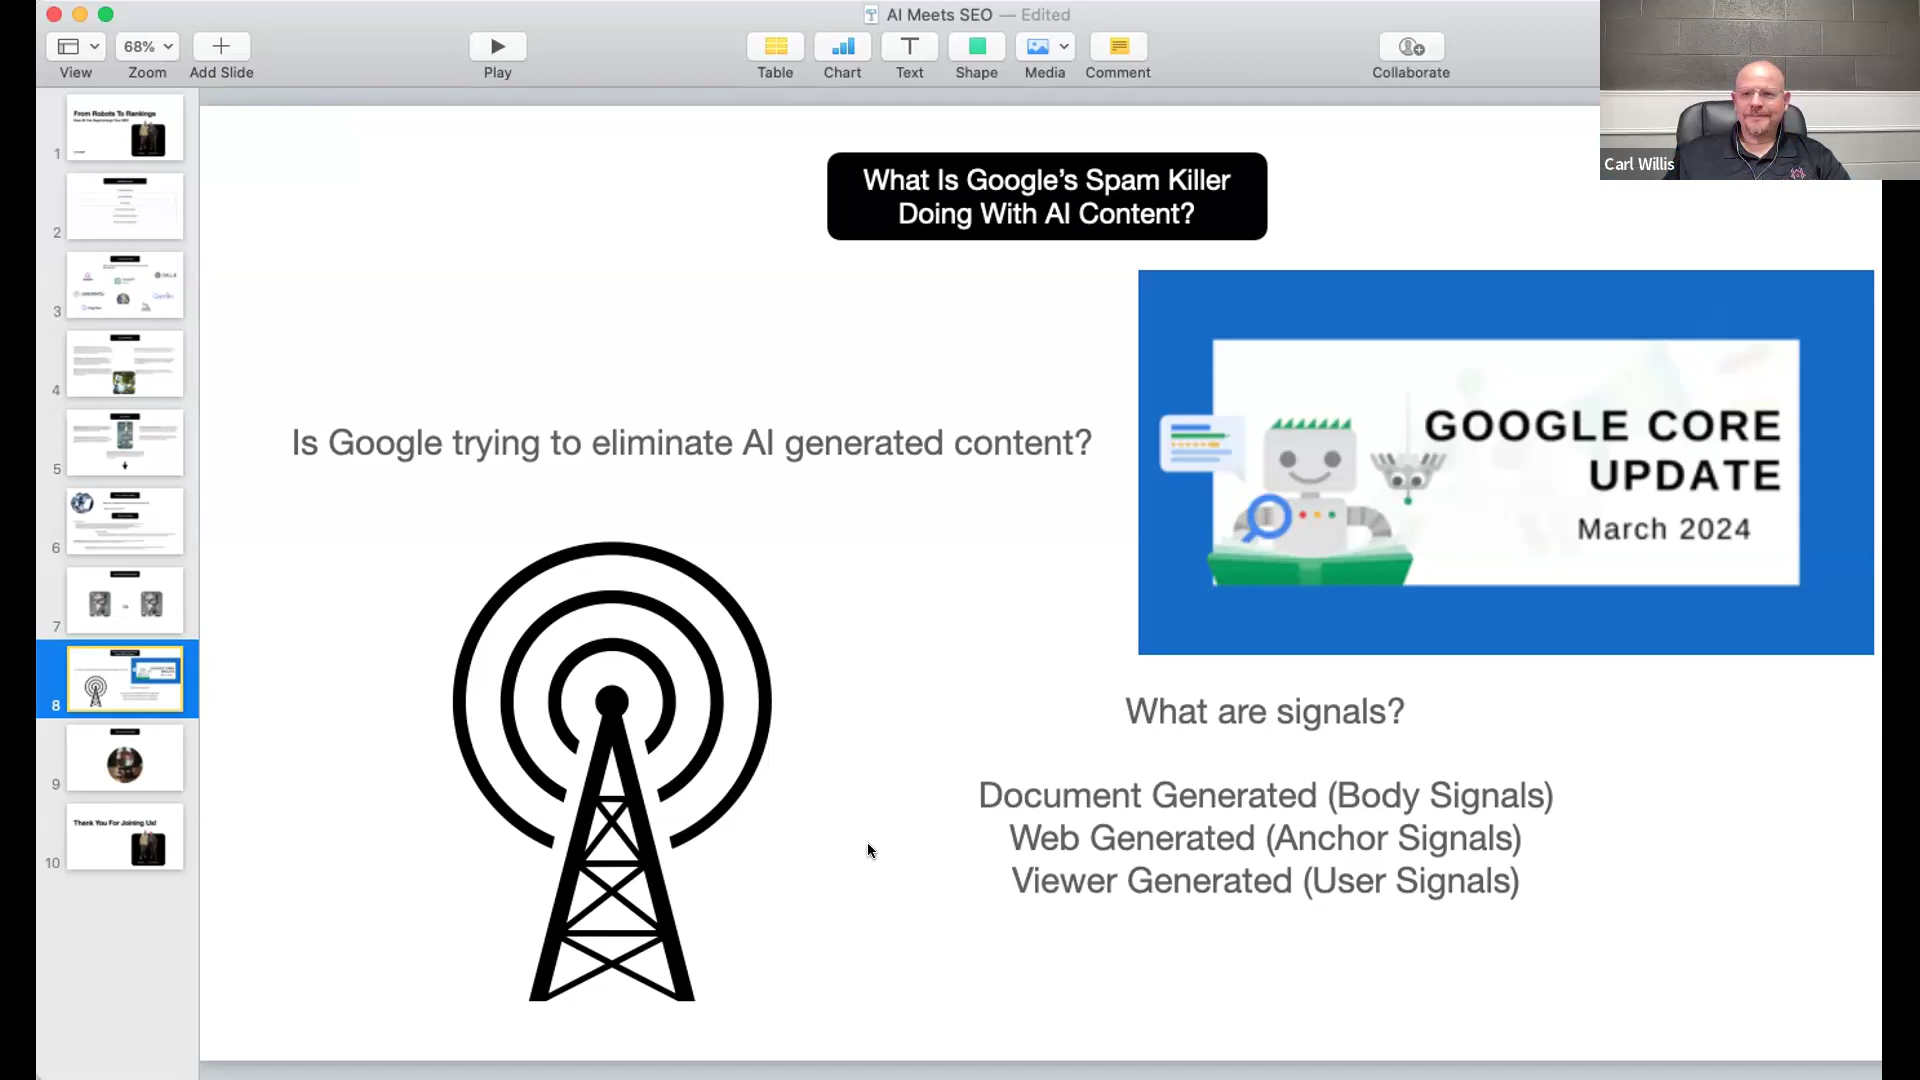 AI Meets SEO — Edited
68%
View
Zoom
Add Slide
Play
Table
Chart
Text
Shape
Media
Comment
Collaborate
Carl Willis
From Robots To Rankings
1
2
3
4
5
6
7
8
9
Thank You For Joining Us!
10
What Is Google’s Spam Killer
Doing With AI Content?
Is Google trying to eliminate AI generated content?
GOOGLE CORE
UPDATE
March 2024
What are signals?
Document Generated (Body Signals)
Web Generated (Anchor Signals)
Viewer Generated (User Signals)